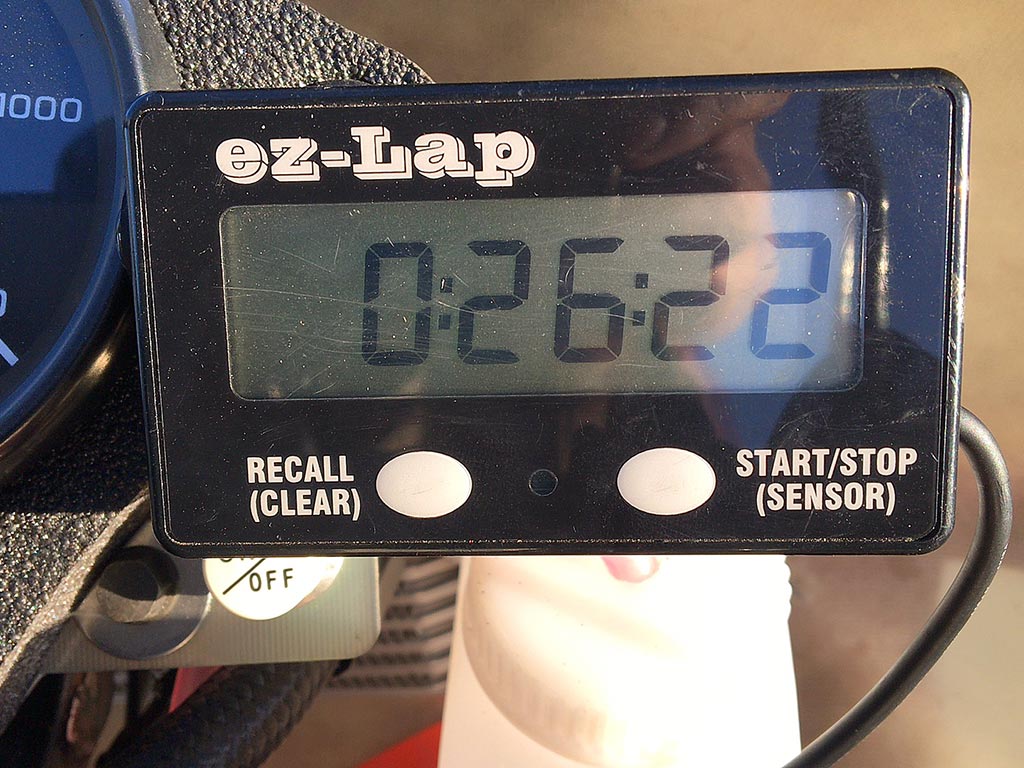 1000
ez-Lap
0:26:22
RECALL
(CLEAR)
START/STOP
(SENSOR)
/OFF